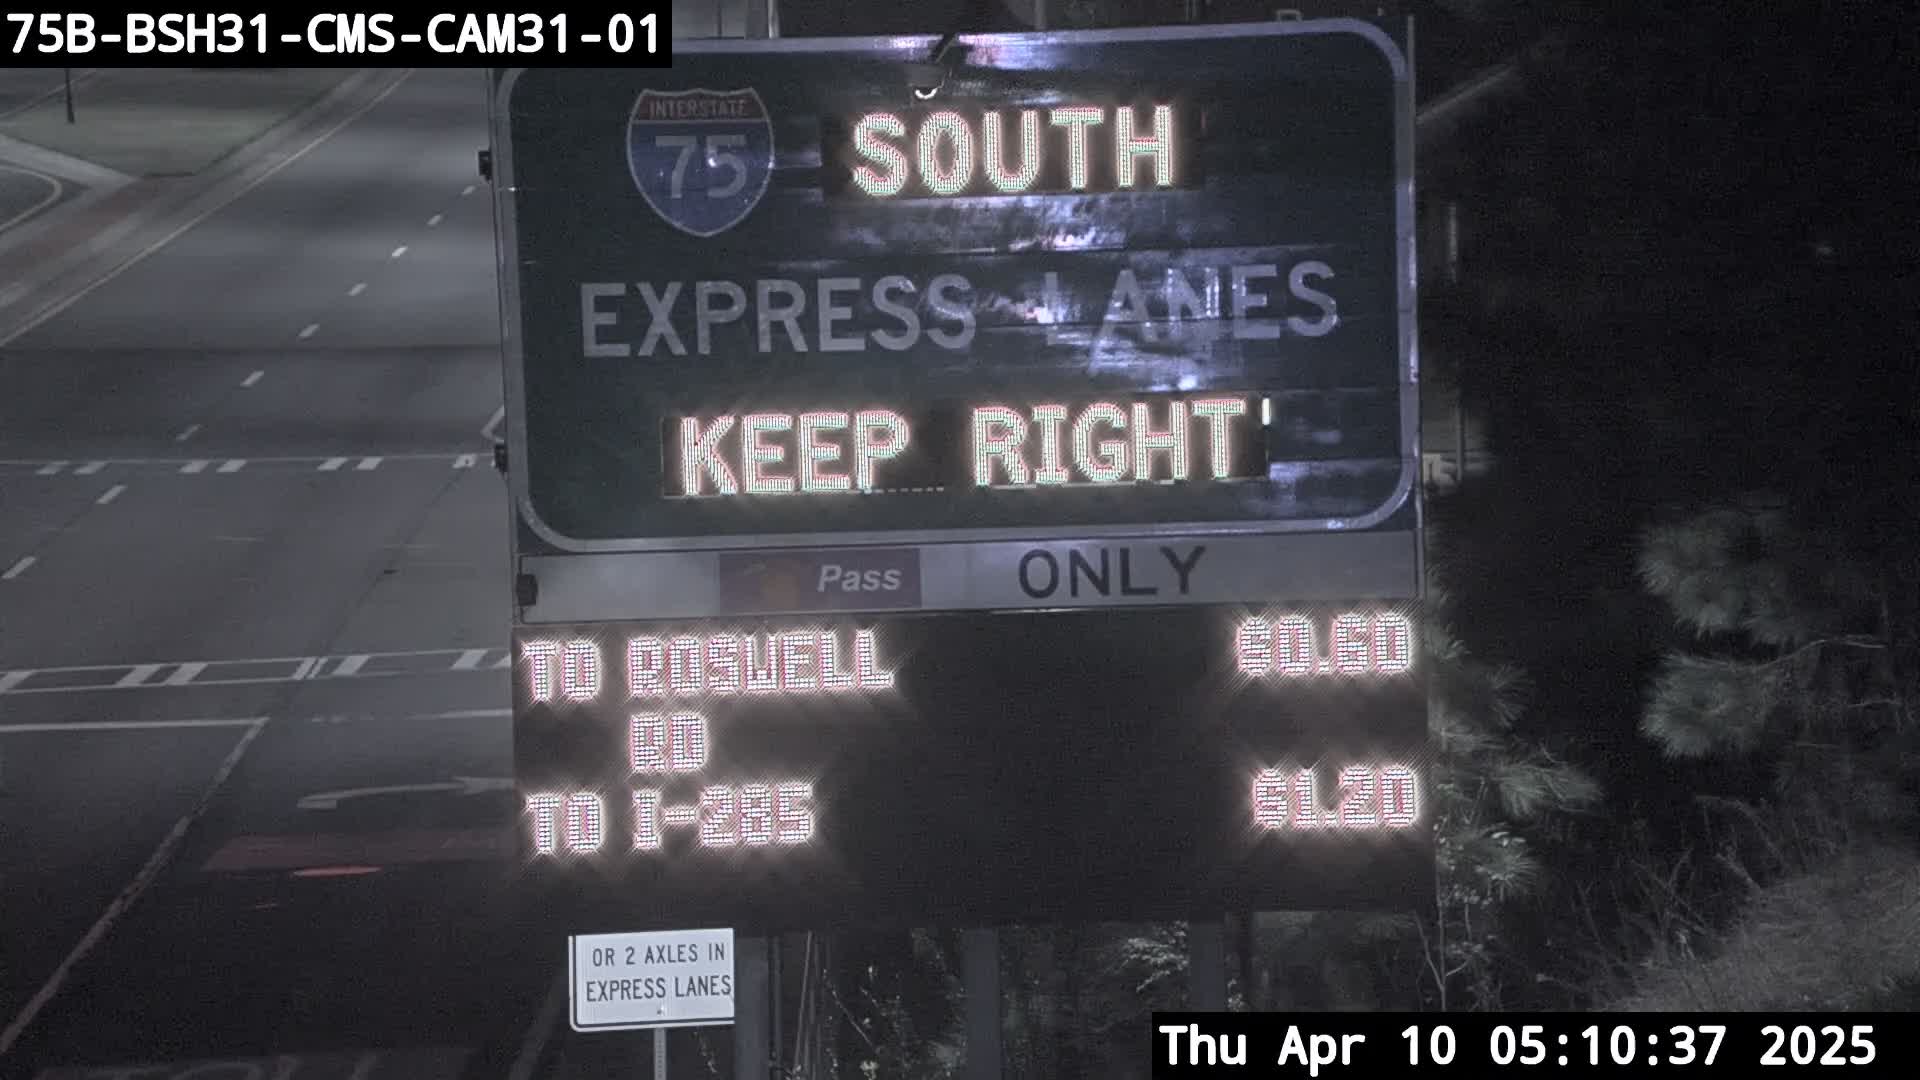 75B-BSH31-CMS-CAM31-01
INTERSTATE
75
SOUTH
EXPRESS LANES
KEEP RIGHT
Pass ONLY
TO ROSWELL $0.60
RD
TO I-285 $1.20
OR 2 AXLES IN
EXPRESS LANES
Thu Apr 10 05:10:37 2025